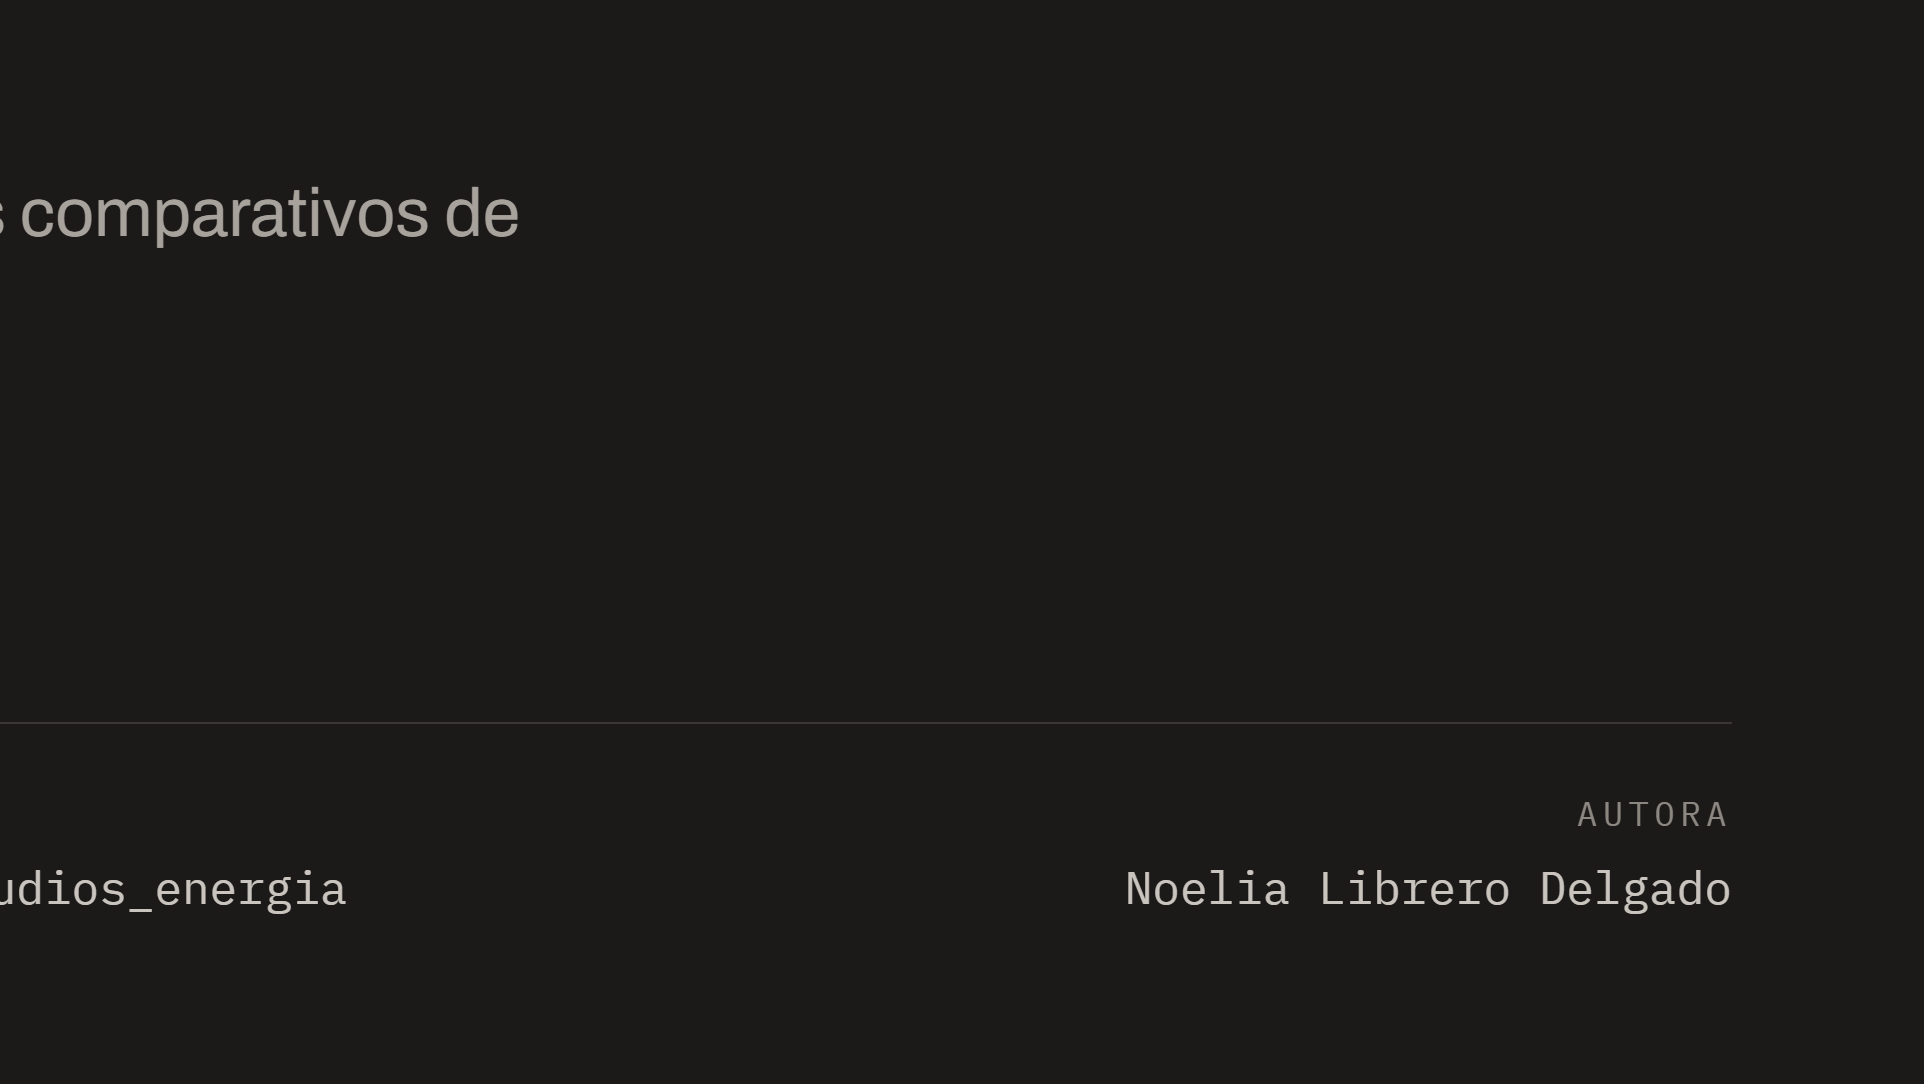 comparativos de
AUTORA
udios_energia
Noelia Librero Delgado